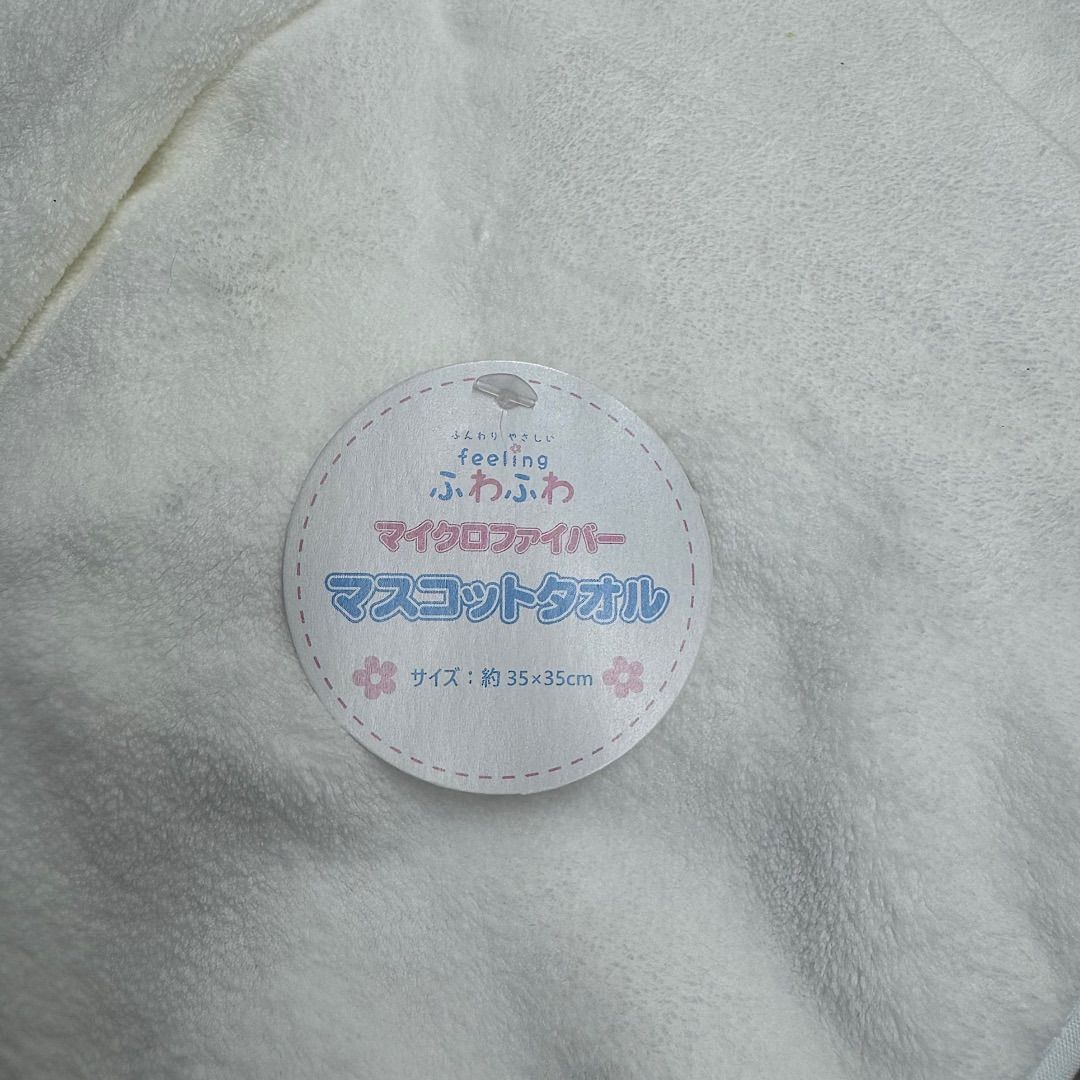 ふんわり やさしい
feeling
ふわふわ
マイクロファイバー
マスコットタオル
サイズ：約 35×35cm